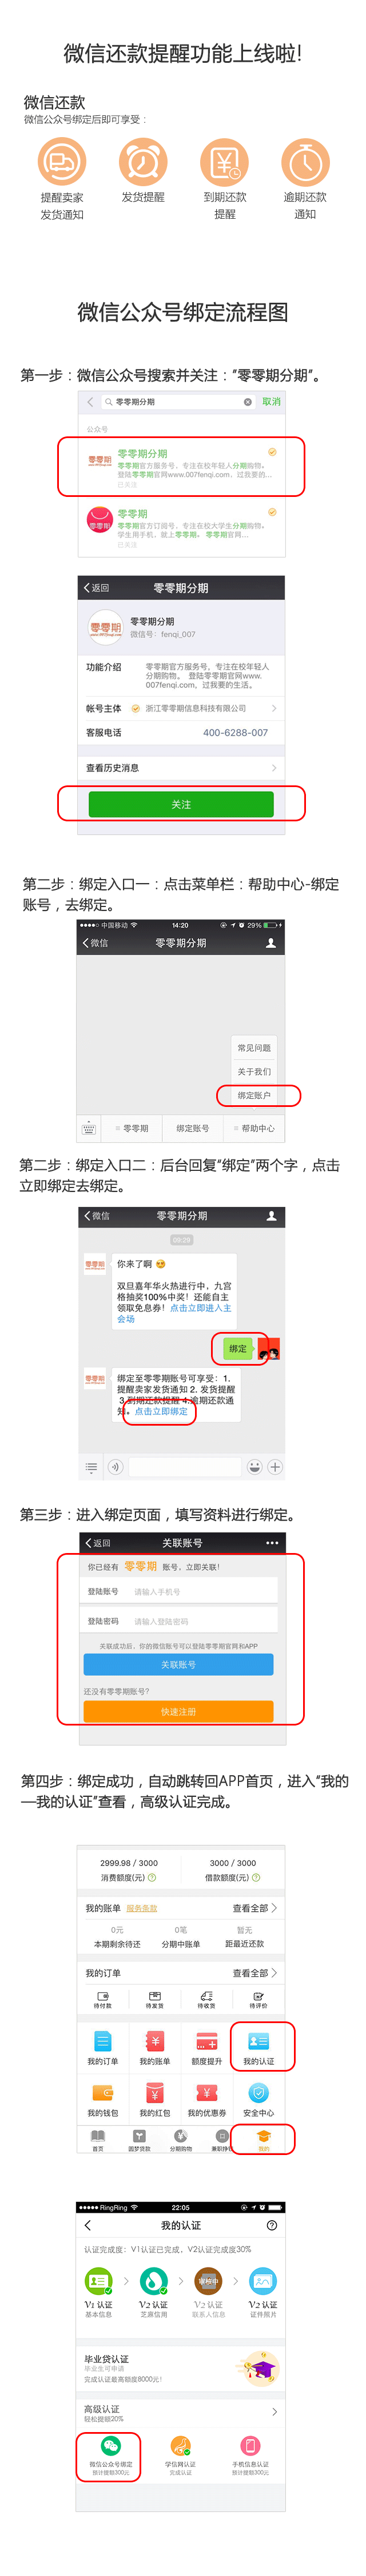 微信还款提醒功能上线啦!
微信还款
微信公众号绑定后即可享受：
提醒卖家
发货通知
发货提醒
到期还款
提醒
逾期还款
通知
微信公众号绑定流程图
第一步：微信公众号搜索并关注："零零期分期"。
零零期分期
取消
公众号
零零期
零零期分期
零零期官方服务号，专注在校年轻人分期购物。
登陆零零期官网www.007fenqi.com，过我要的...
已关注
零零期
零零期
零零期官方订阅号，专注在校大学生分期购物。
学生用手机，就上零零期。 零零期官网...
已关注
返回
零零期分期
零零期
零零期分期
微信号：fenqi_007
功能介绍
零零期官方服务号，专注在校年轻人
分期购物。 登陆零零期官网www.
007fenqi.com，过我要的生活。
帐号主体
浙江零零期信息科技有限公司
客服电话
400-6288-007
查看历史消息
关注
第二步：绑定入口一：点击菜单栏：帮助中心-绑定
账号，去绑定。
中国移动
14:20
29%
微信
零零期分期
常见问题
关于我们
绑定账户
零零期
绑定账号
帮助中心
第二步：绑定入口二：后台回复"绑定"两个字，点击
立即绑定去绑定。
微信
零零期分期
09:29
零零期
你来了啊
双旦嘉年华火热进行中，九宫
格抽奖100%中奖！还能自主
领取免息券！点击立即进入主
会场
绑定
零零期
绑定至零零期账号可享受：1.
提醒卖家发货通知 2. 发货提醒
3.到期还款提醒 4.逾期还款通
知。点击立即绑定
第三步：进入绑定页面，填写资料进行绑定。
返回
关联账号
你已经有 零零期 账号，立即关联！
登陆账号
请输入手机号
登陆密码
请输入登陆密码
关联成功后，你的微信账号可以登陆零零期官网和APP
关联账号
还没有零零期账号?
快速注册
第四步：绑定成功，自动跳转回APP首页，进入"我的
—我的认证"查看，高级认证完成。
2999.98 / 3000
3000 / 3000
消费额度(元)
借款额度(元)
我的账单
服务条款
查看全部
0元
0笔
暂无
本期剩余待还
分期中账单
距最近还款
我的订单
查看全部
待付款
待发货
待收货
待评价
我的订单
我的账单
额度提升
我的认证
我的钱包
我的红包
我的优惠券
安全中心
首页
圆梦贷款
分期购物
我的
RingRing
22:05
我的认证
认证完成度：V1认证已完成，V2认证完成度30%
审核中
V1 认证
V2 认证
V2 认证
V2 认证
基本信息
芝麻信用
联系人信息
证件照片
毕业贷认证
毕业生可申请
完成认证最高额度8000元！
高级认证
轻松提额20%
微信公众号绑定
预计提额300元
学信网认证
完成认证
手机信息认证
预计提额300元